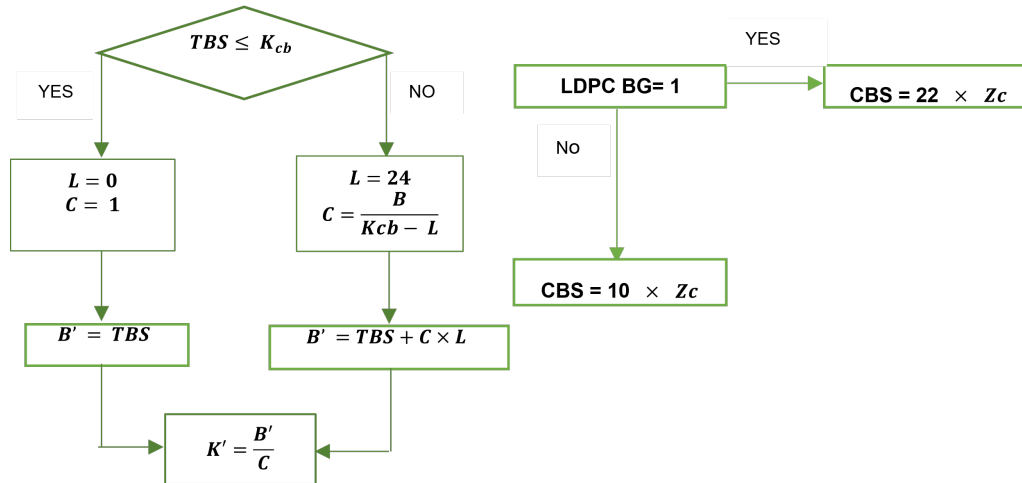 TBS ≤ K_cb
YES
NO
L = 0
C = 1
L = 24
C = B / (Kcb − L)
B′ = TBS
B′ = TBS + C × L
K′ = B′ / C
YES
LDPC BG= 1
CBS = 22 × Zc
No
CBS = 10 × Zc